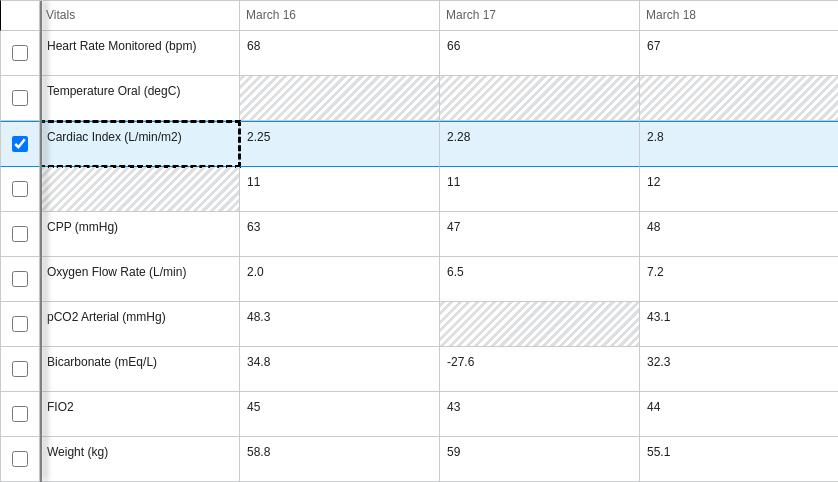 Vitals March 16 March 17 March 18
Heart Rate Monitored (bpm) 68 66 67
Temperature Oral (degC)
Cardiac Index (L/min/m2) 2.25 2.28 2.8
11 11 12
CPP (mmHg) 63 47 48
Oxygen Flow Rate (L/min) 2.0 6.5 7.2
pCO2 Arterial (mmHg) 48.3 43.1
Bicarbonate (mEq/L) 34.8 -27.6 32.3
FIO2 45 43 44
Weight (kg) 58.8 59 55.1